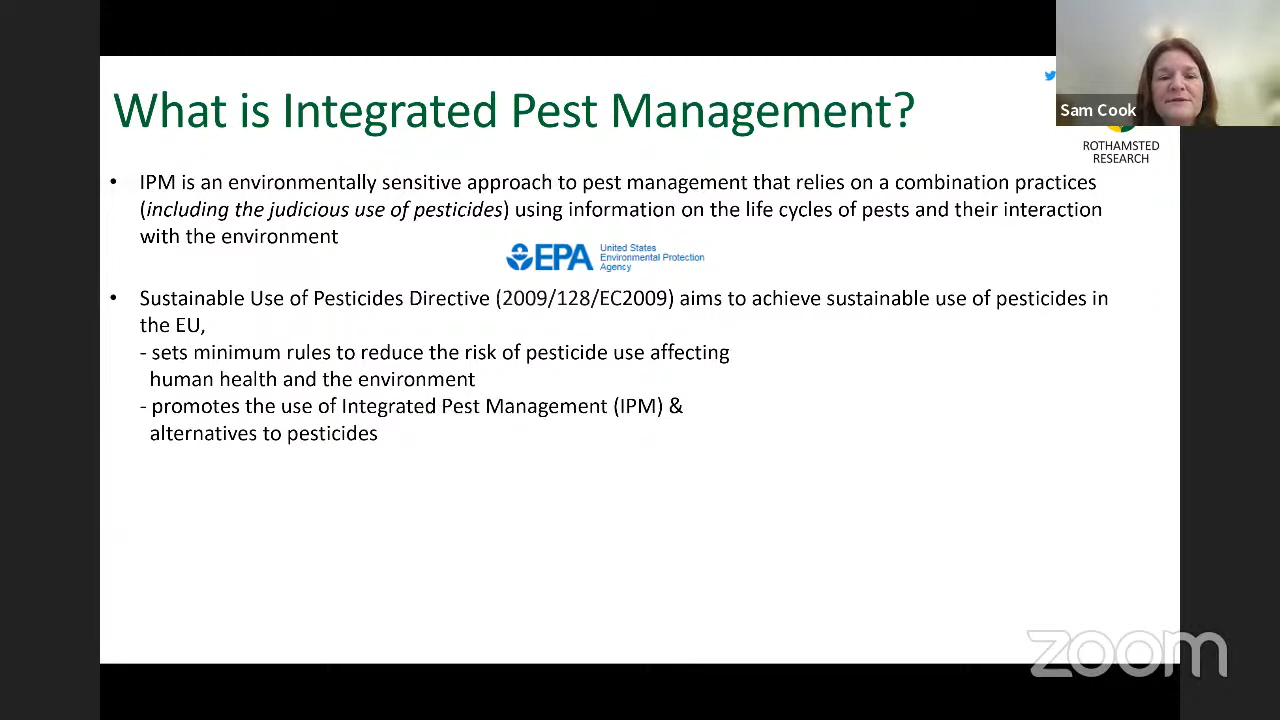 What is Integrated Pest Management?
Sam Cook
ROTHAMSTED
RESEARCH
• IPM is an environmentally sensitive approach to pest management that relies on a combination practices
(including the judicious use of pesticides) using information on the life cycles of pests and their interaction
with the environment
EPA
United States
Environmental Protection
Agency
• Sustainable Use of Pesticides Directive (2009/128/EC2009) aims to achieve sustainable use of pesticides in
the EU,
- sets minimum rules to reduce the risk of pesticide use affecting
human health and the environment
- promotes the use of Integrated Pest Management (IPM) &
alternatives to pesticides
zoom